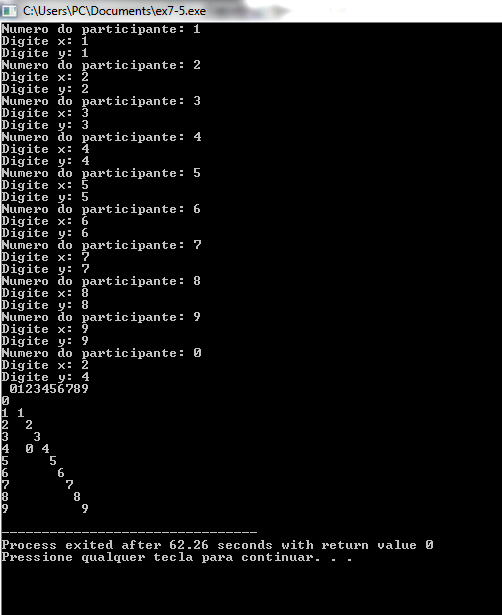 C:\Users\PC\Documents\ex7-5.exe
Numero do participante: 1
Digite x: 1
Digite y: 1
Numero do participante: 2
Digite x: 2
Digite y: 2
Numero do participante: 3
Digite x: 3
Digite y: 3
Numero do participante: 4
Digite x: 4
Digite y: 4
Numero do participante: 5
Digite x: 5
Digite y: 5
Numero do participante: 6
Digite x: 6
Digite y: 6
Numero do participante: 7
Digite x: 7
Digite y: 7
Numero do participante: 8
Digite x: 8
Digite y: 8
Numero do participante: 9
Digite x: 9
Digite y: 9
Numero do participante: 0
Digite x: 2
Digite y: 4
 0123456789
0
1 1
2  2
3   3
4  0 4
5     5
6      6
7       7
8        8
9         9
--------------------------------
Process exited after 62.26 seconds with return value 0
Pressione qualquer tecla para continuar. . .